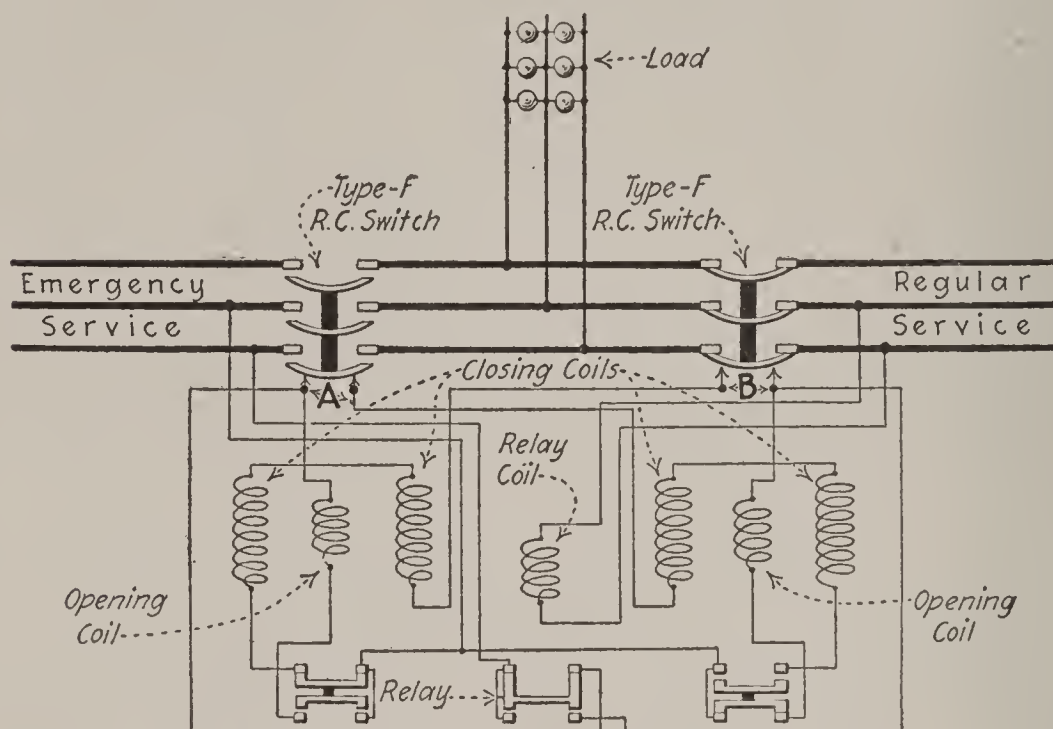 Load
Type-F
R.C. Switch
Type-F
R.C. Switch
Emergency
Service
Regular
Service
Closing Coils
A
B
Relay
Coil
Opening
Coil
Opening
Coil
Relay